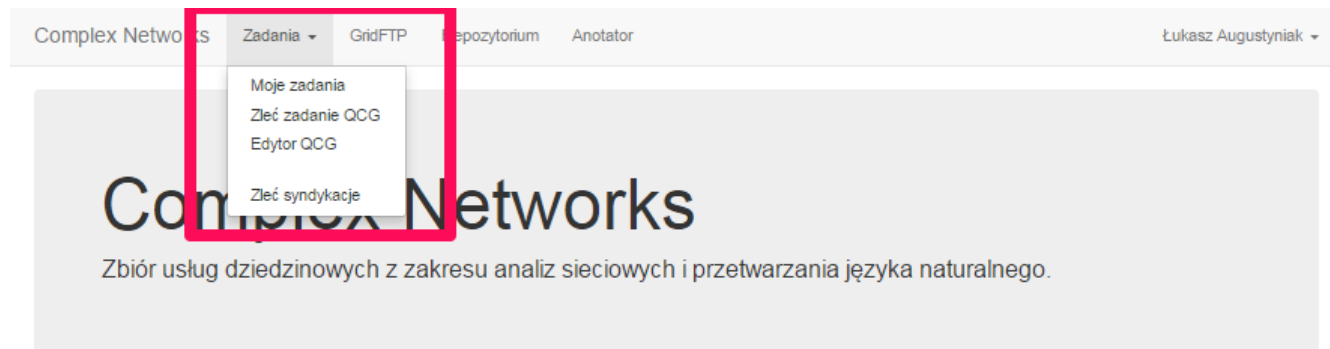 Complex Networks Zadania GridFTP Repozytorium Anotator Łukasz Augustyniak
Moje zadania
Zleć zadanie QCG
Edytor QCG
Zleć syndykacje
Complex Networks
Zbiór usług dziedzinowych z zakresu analiz sieciowych i przetwarzania języka naturalnego.